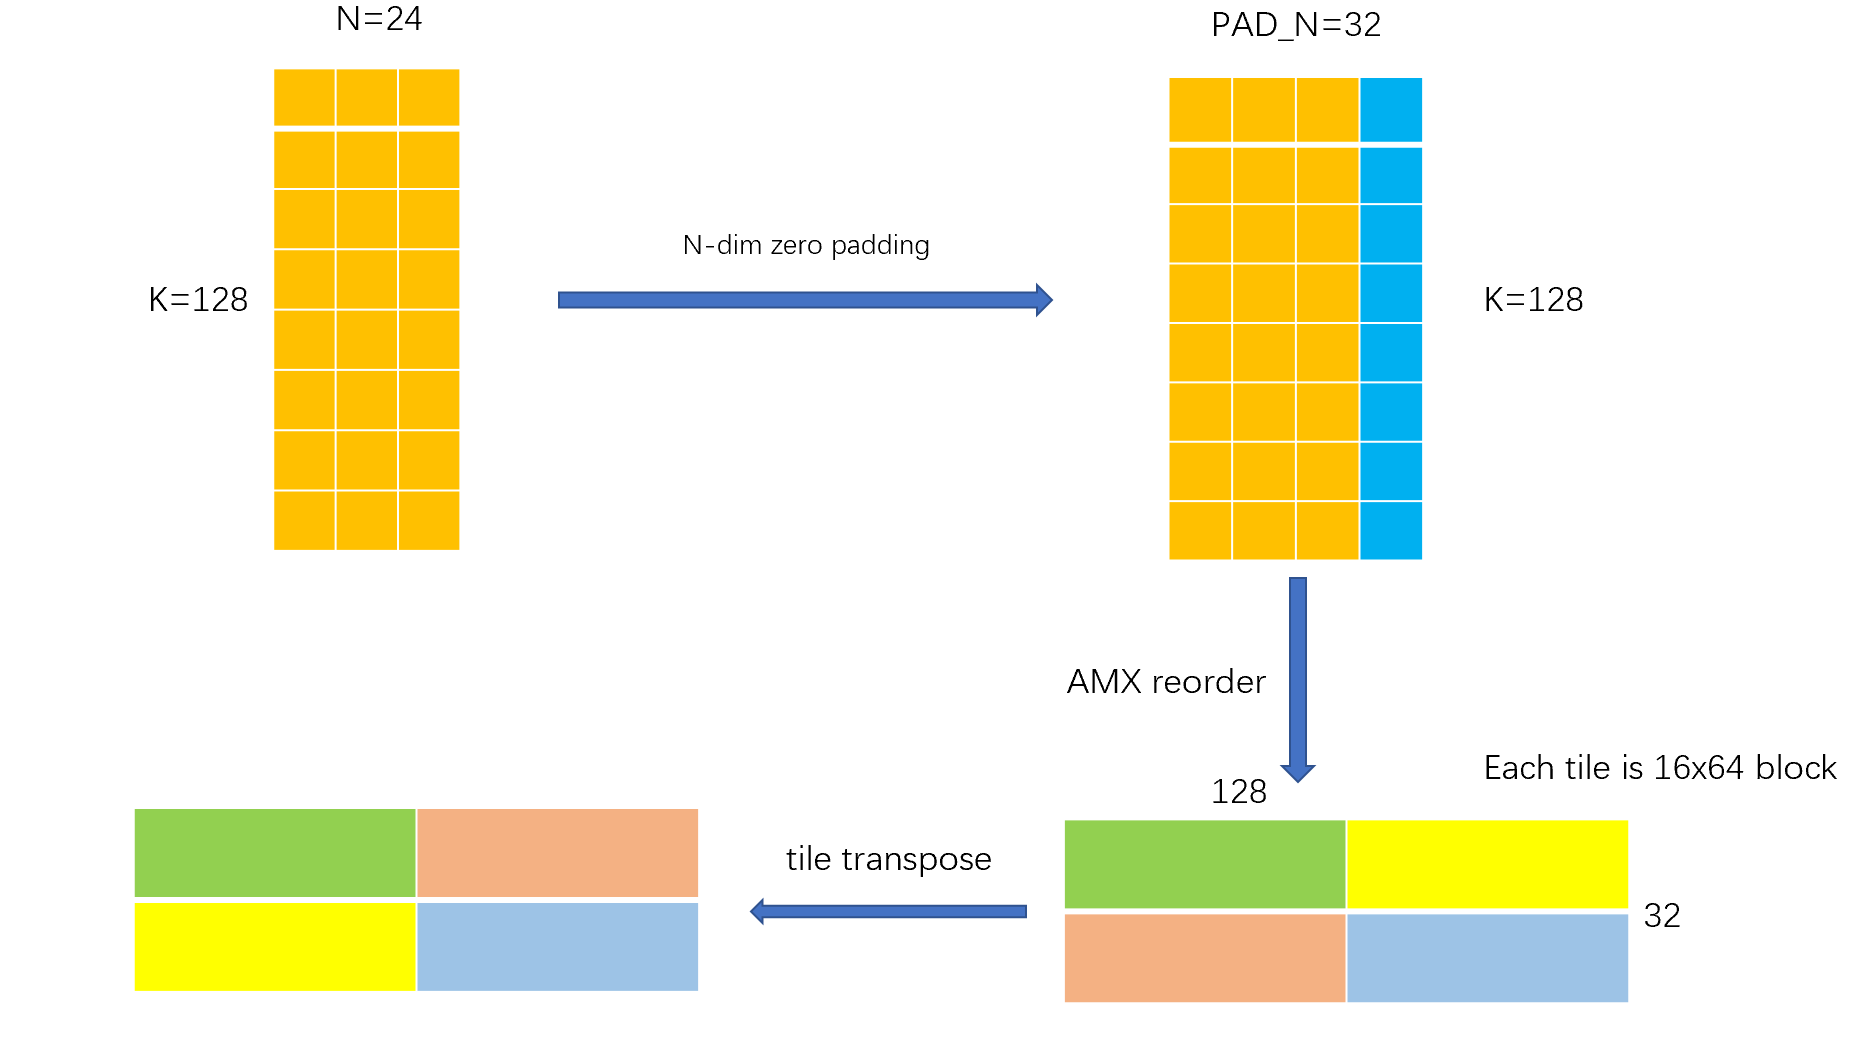 N=24
PAD_N=32
N-dim zero padding
K=128
K=128
AMX reorder
Each tile is 16x64 block
128
tile transpose
32